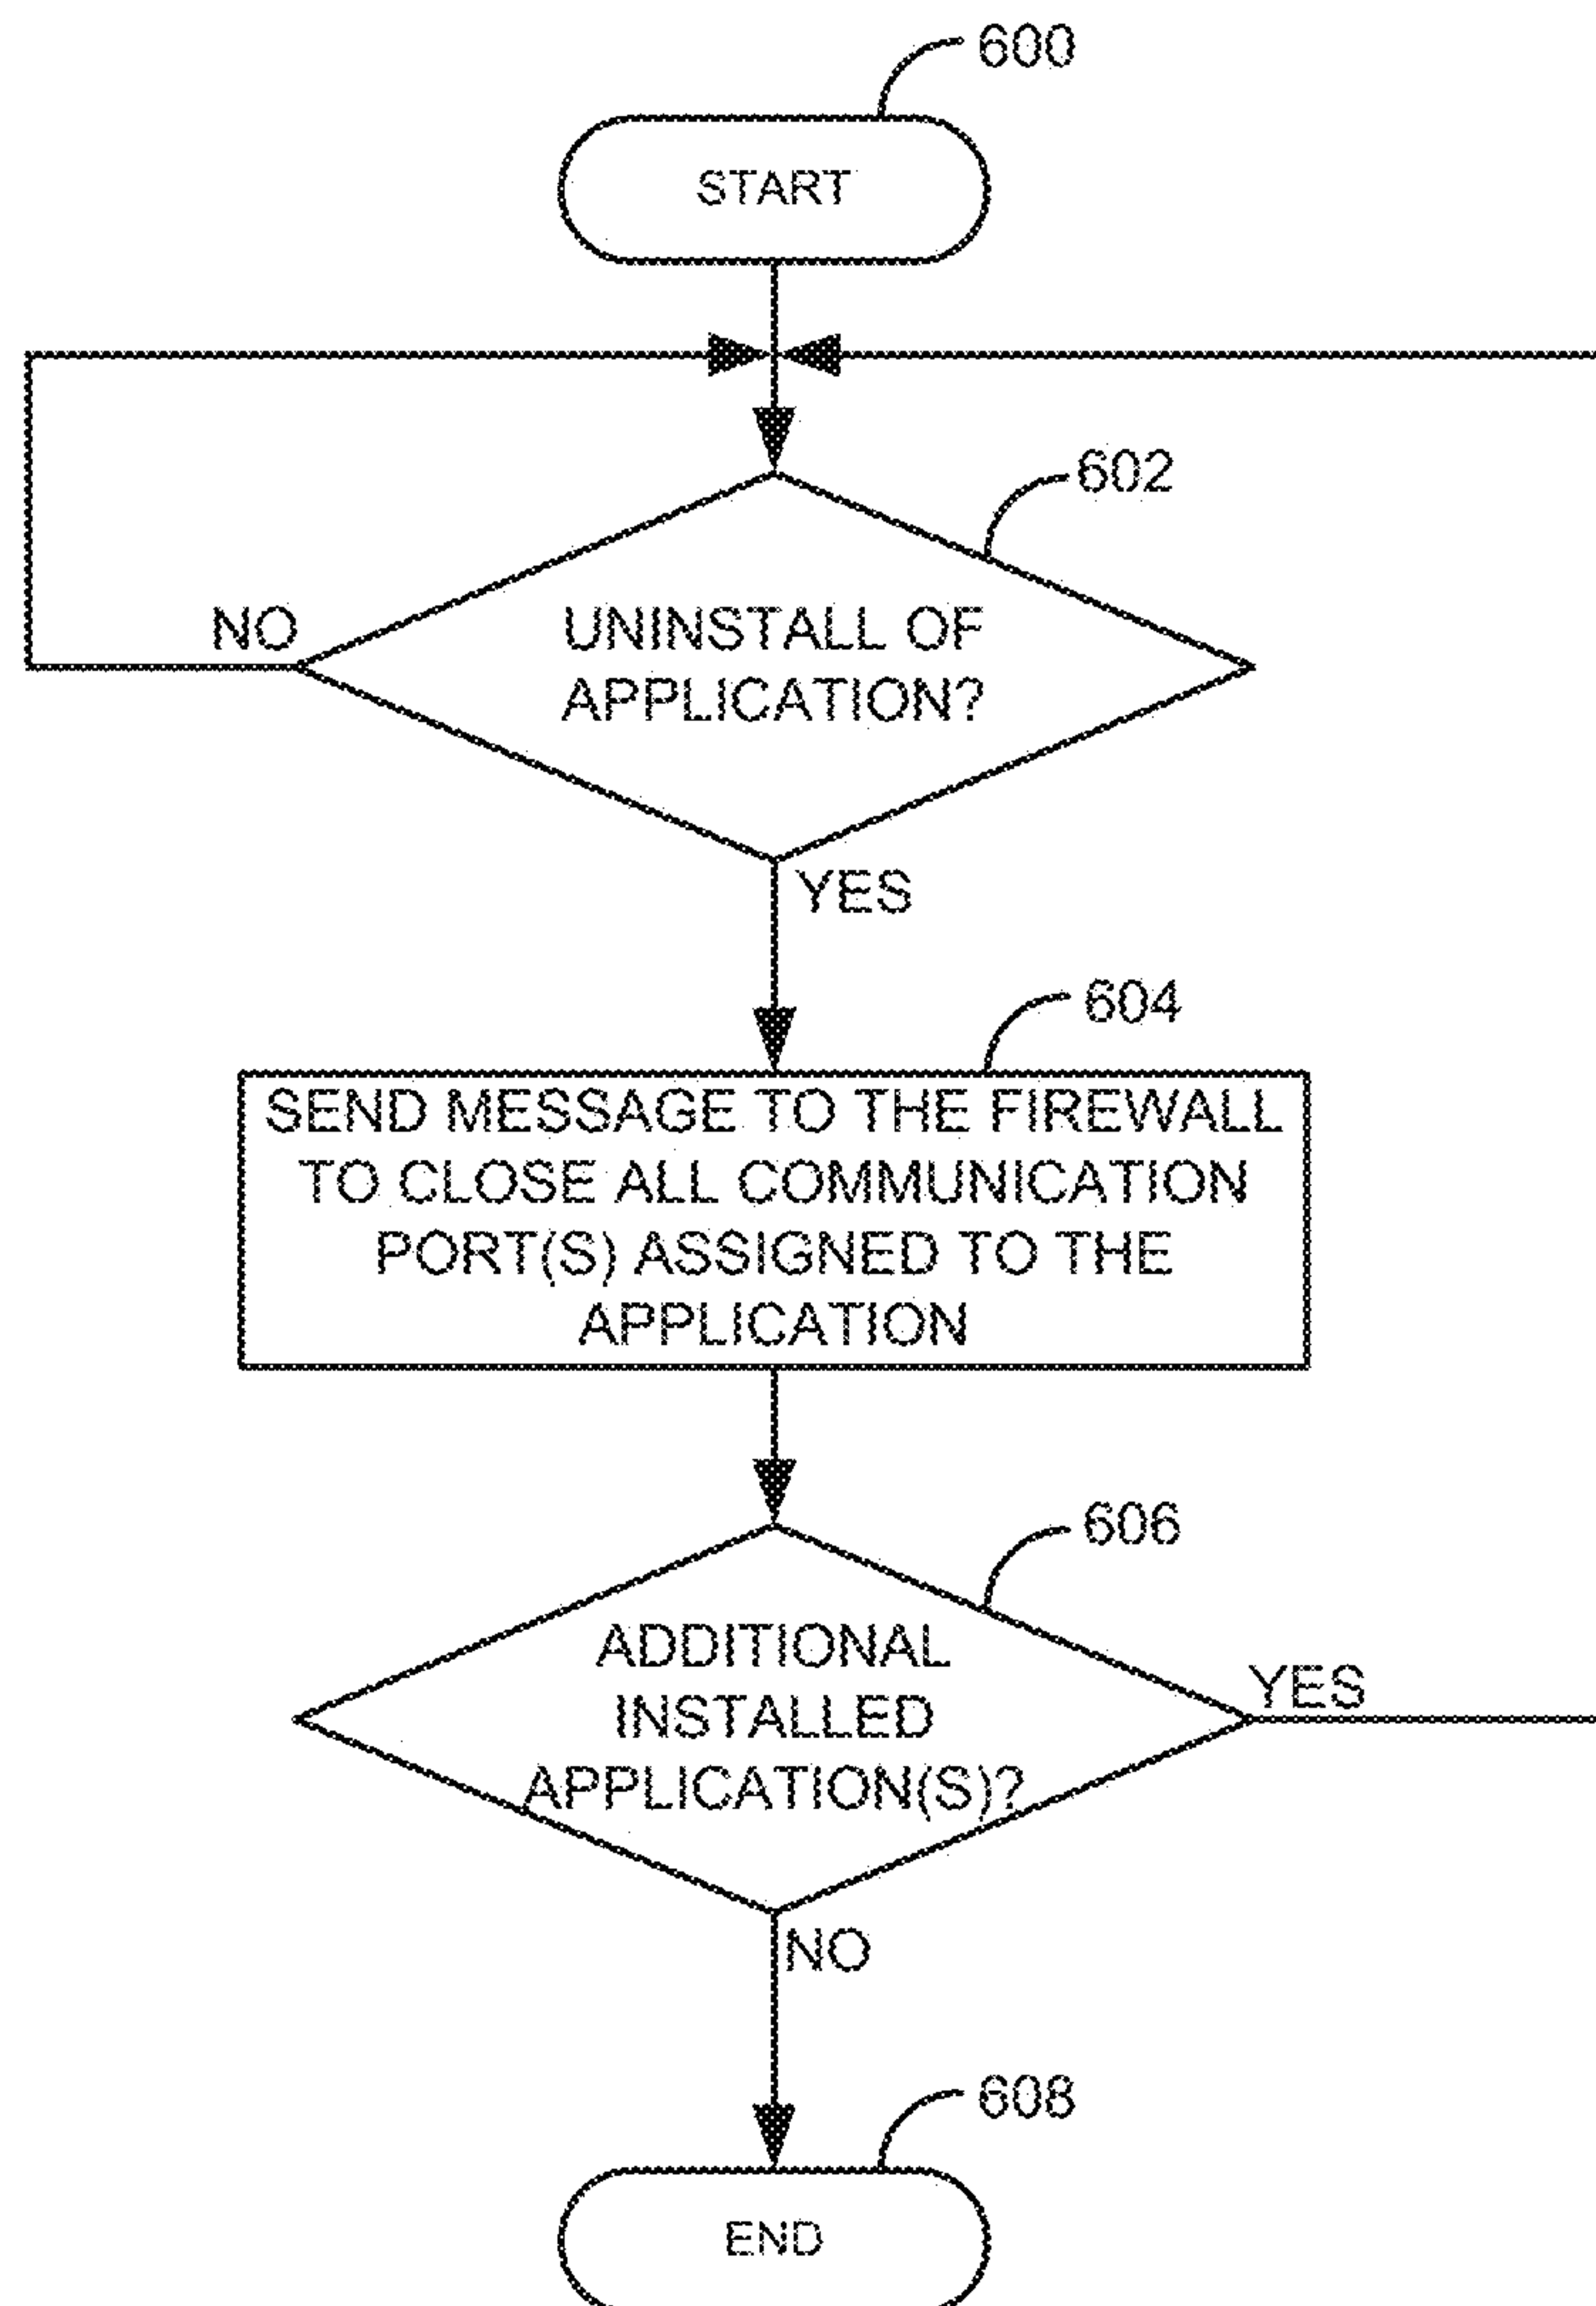 600
START
602
NO
UNINSTALL OF
APPLICATION?
YES
604
SEND MESSAGE TO THE FIREWALL
TO CLOSE ALL COMMUNICATION
PORT(S) ASSIGNED TO THE
APPLICATION
606
ADDITIONAL
INSTALLED
APPLICATION(S)?
YES
NO
608
END